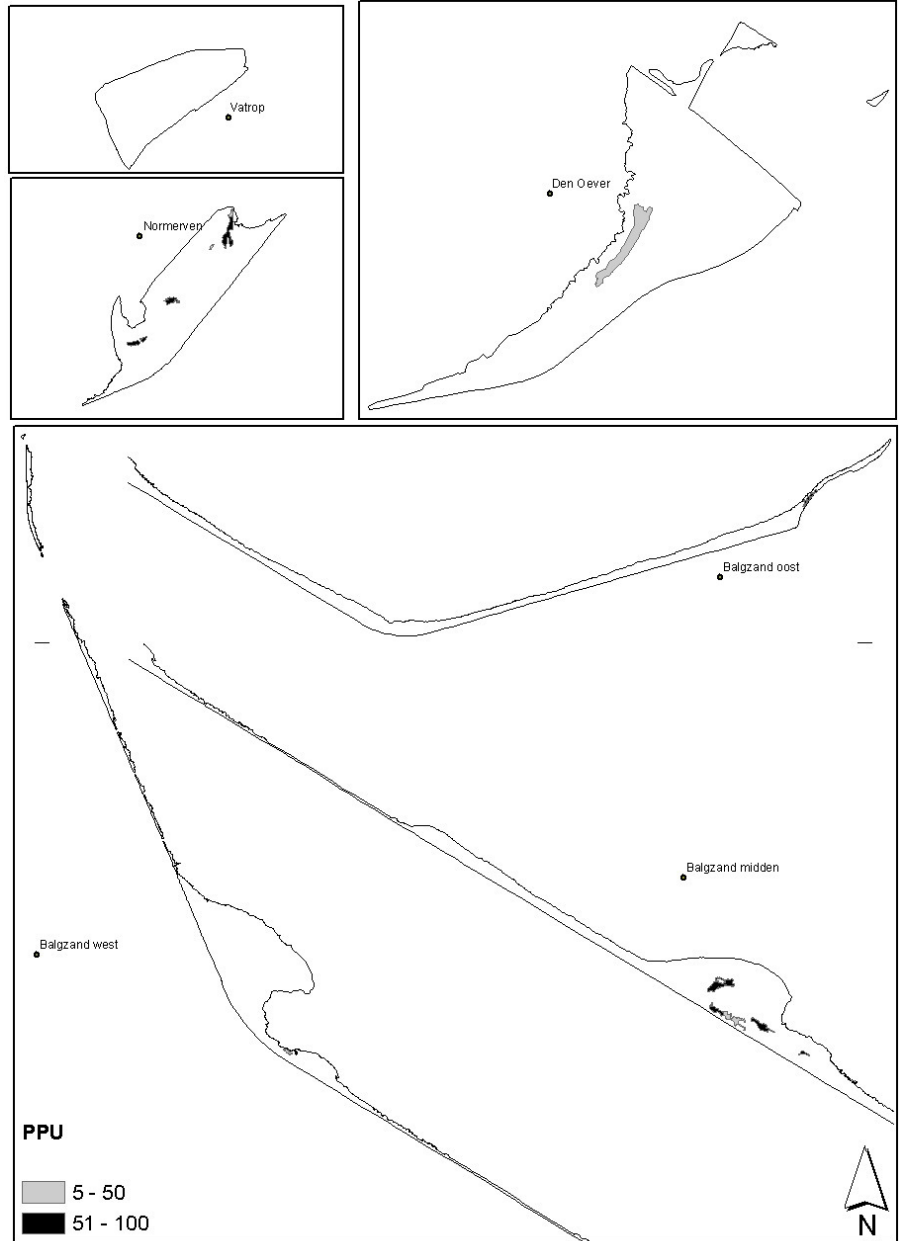 Vatrop
Normerven
Den Oever
Balgzand oost
Balgzand midden
Balgzand west
PPU
5 - 50
51 - 100
N